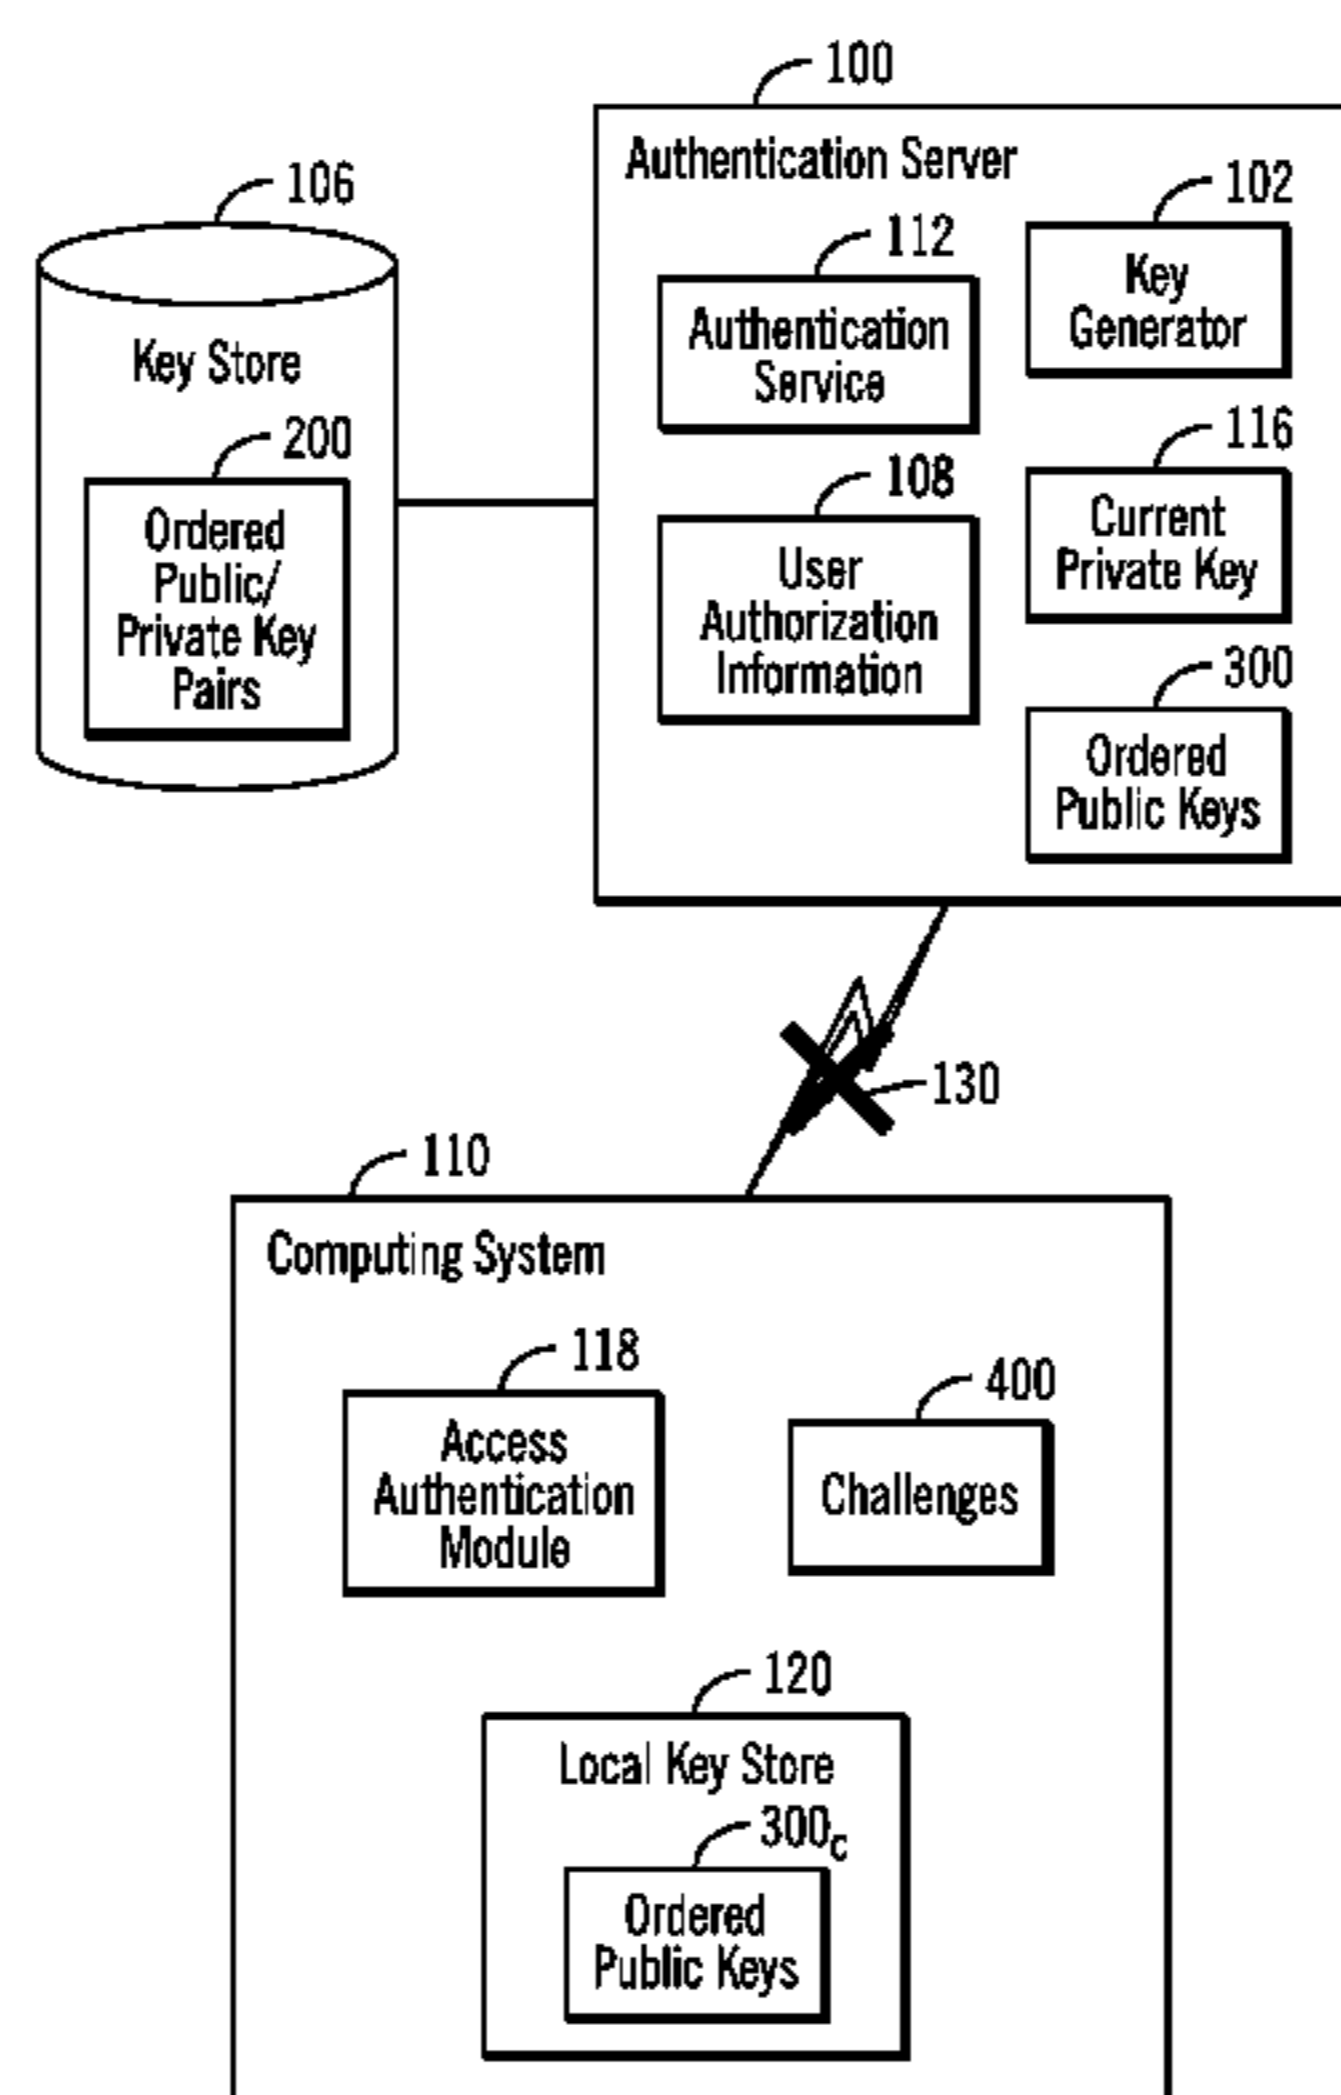 100
Authentication Server
106
102
112
Key
Generator
Authentication
Service
Key Store
200
116
108
Ordered
Public/
Private Key
Pairs
Current
Private Key
User
Authorization
Information
300
Ordered
Public Keys
130
110
Computing System
118
400
Access
Authentication
Module
Challenges
120
Local Key Store
300c
Ordered
Public Keys